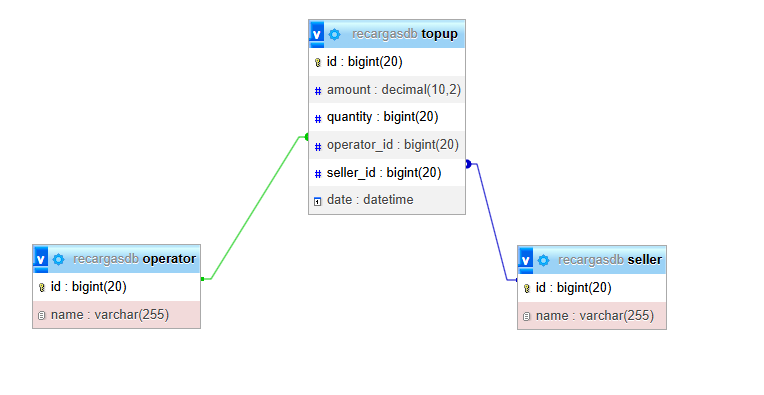 v recargasdb topup
id : bigint(20)
# amount : decimal(10,2)
# quantity : bigint(20)
# operator_id : bigint(20)
# seller_id : bigint(20)
date : datetime
v recargasdb operator
id : bigint(20)
name : varchar(255)
v recargasdb seller
id : bigint(20)
name : varchar(255)